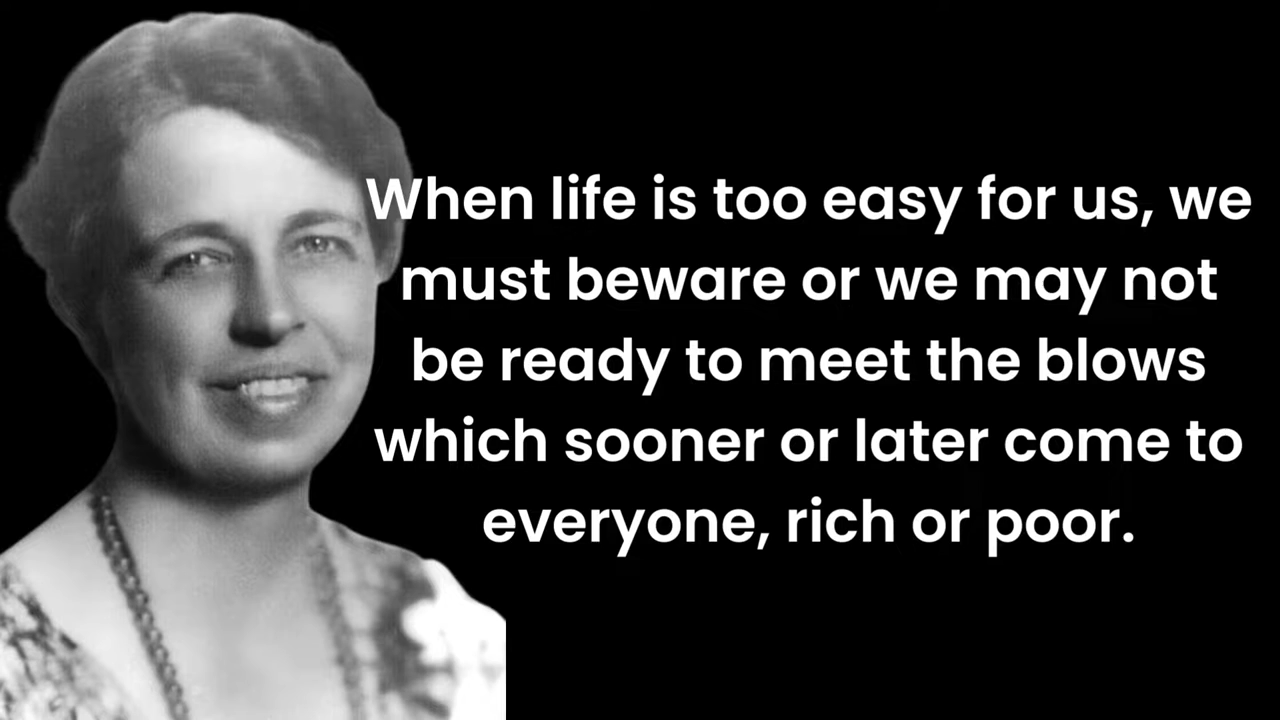 When life is too easy for us, we
must beware or we may not
be ready to meet the blows
which sooner or later come to
everyone, rich or poor.